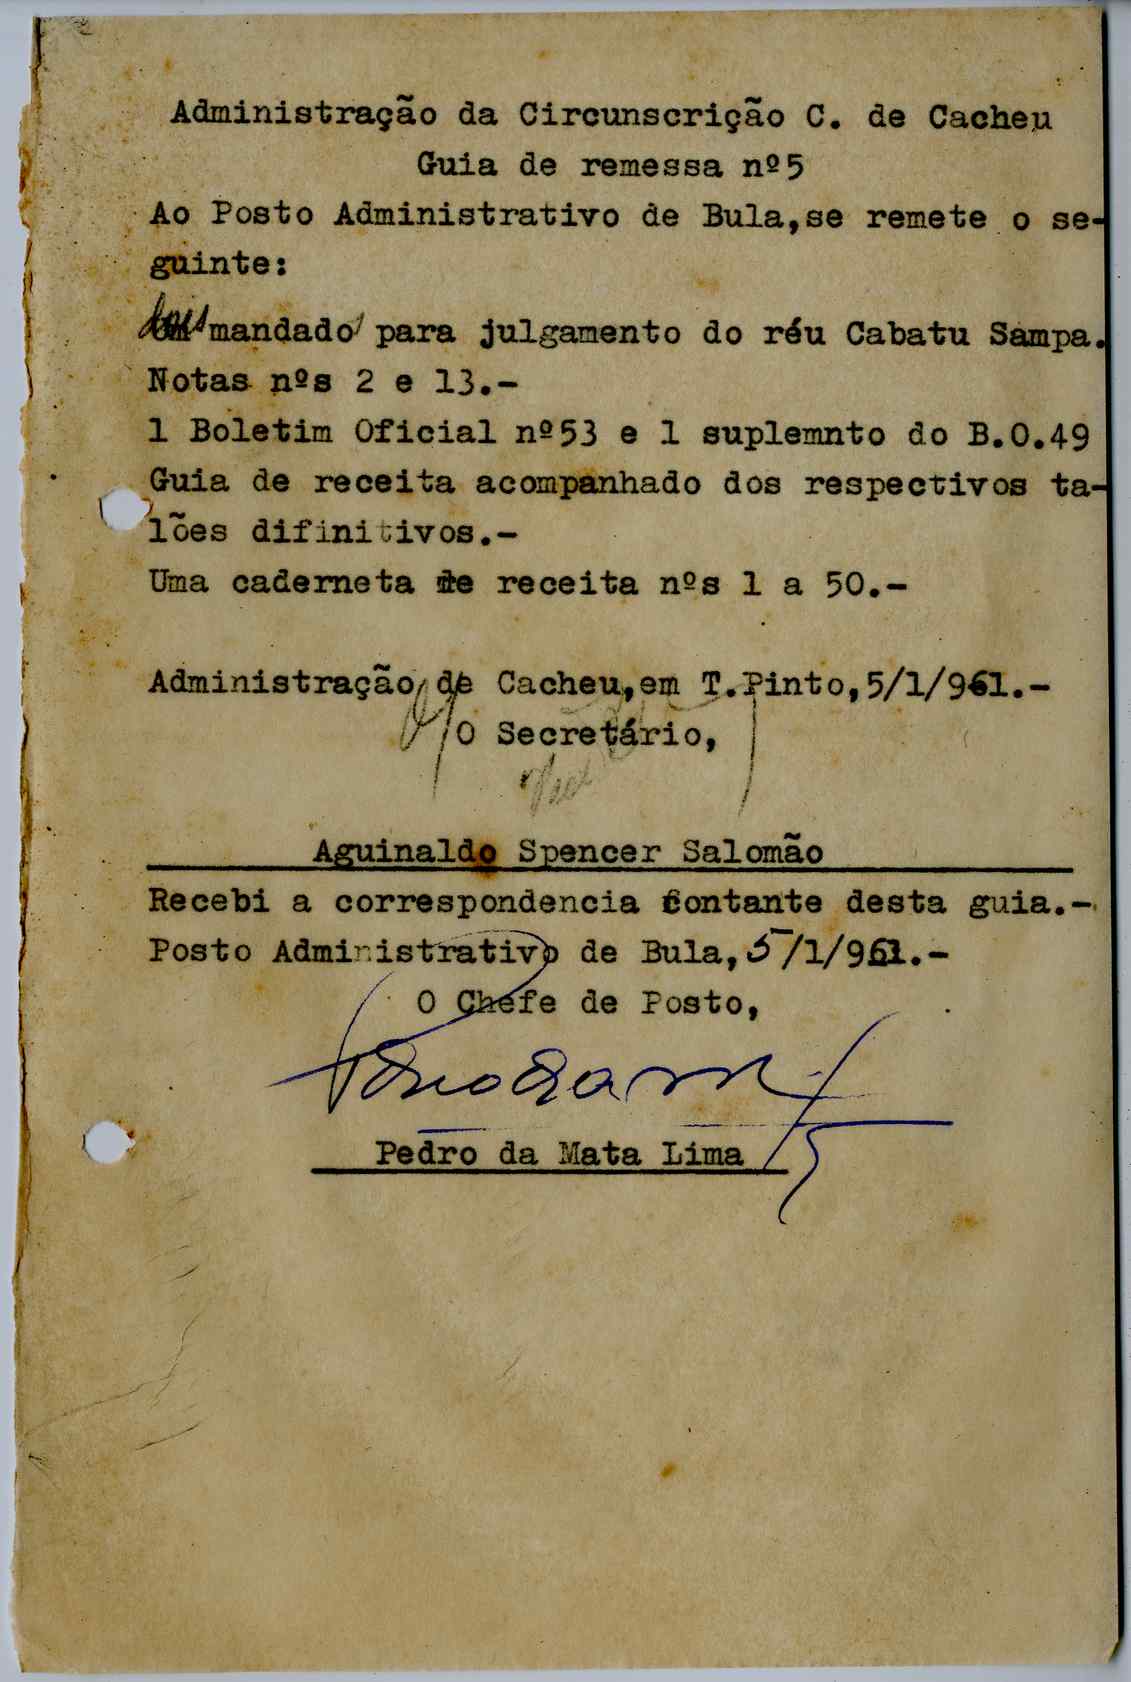 Administração da Circunscrição C. de Cacheu
Guia de remessa nº5
Ao Posto Administrativo de Bula,se remete o se-
guinte:
mandado para julgamento do réu Cabatu Sampa.
Notas nºs 2 e 13.-
1 Boletim Oficial nº53 e 1 suplemnto do B.O.49
Guia de receita acompanhado dos respectivos ta-
lões difinitivos.-
Uma caderneta de receita nºs 1 a 50.-
Administração de Cacheu,em T.Pinto,5/1/961.-
O Secretário,
Aguinaldo Spencer Salomão
Recebi a correspondencia contante desta guia.-
Posto Administrativo de Bula,5/1/961.-
O Chefe de Posto,
Pedro da Mata Lima